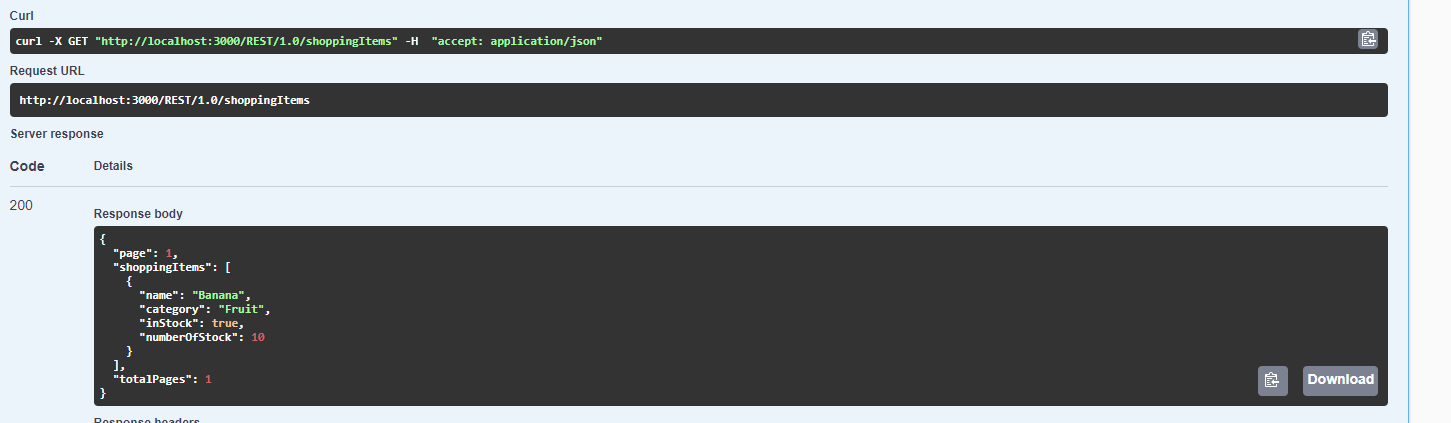 Curl
curl -X GET "http://localhost:3000/REST/1.0/shoppingItems" -H  "accept: application/json"
Request URL
http://localhost:3000/REST/1.0/shoppingItems
Server response
Code Details
200
Response body
{
  "page": 1,
  "shoppingItems": [
    {
      "name": "Banana",
      "category": "Fruit",
      "inStock": true,
      "numberOfStock": 10
    }
  ],
  "totalPages": 1
}
Download
Response headers